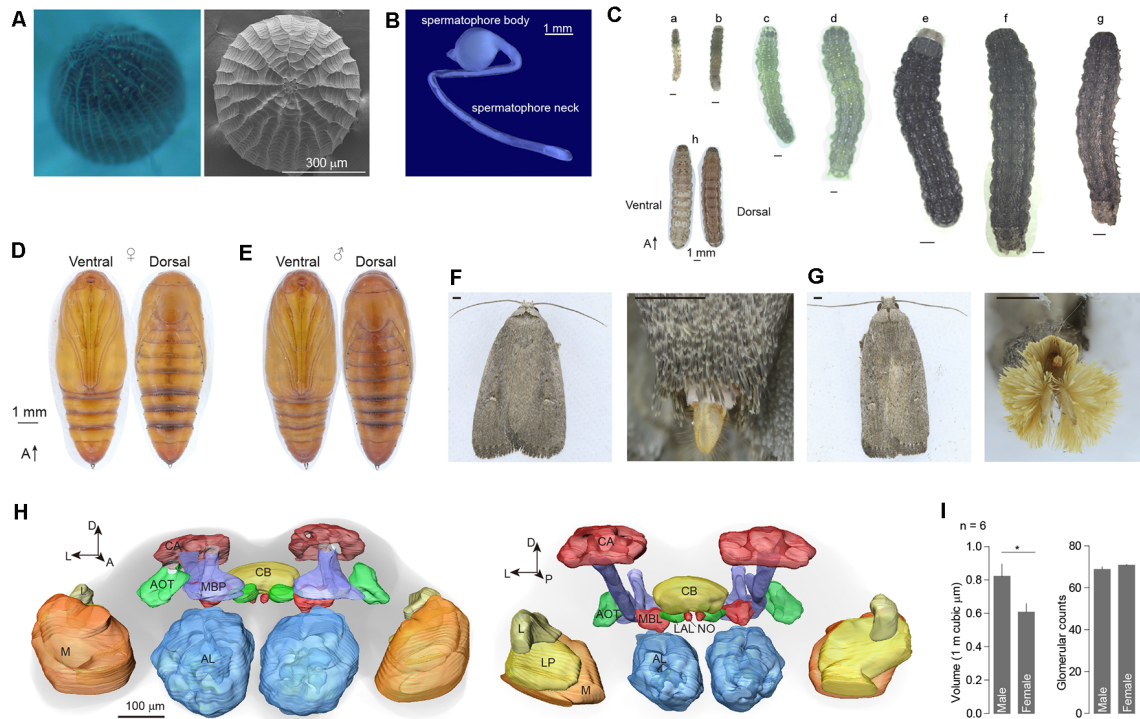 A
300 μm
B
spermatophore body
1 mm
spermatophore neck
C
a
b
c
d
e
f
g
h
Ventral
Dorsal
A
1 mm
D
♀
Ventral
Dorsal
1 mm
A
E
♂
Ventral
Dorsal
F
G
H
D
L
A
CA
AOT
MBP
CB
L
M
AL
100 μm
D
L
P
CA
CB
AOT
MBL
LAL NO
L
LP
M
AL
I
n = 6
*
Volume (1 m cubic μm)
1.0
0.8
0.6
0.4
0.2
0.0
Male
Female
Glomerular counts
80
60
40
20
0
Male
Female